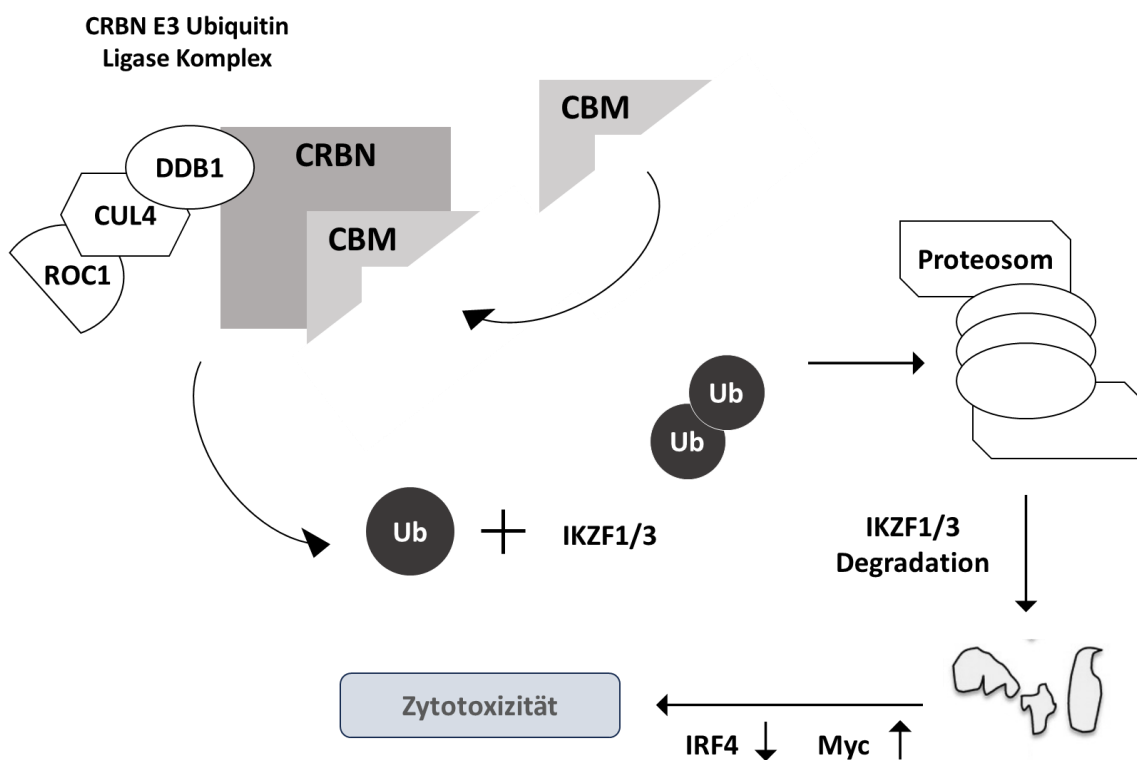 CRBN E3 Ubiquitin
Ligase Komplex
CBM
CRBN
DDB1
CUL4
CBM
ROC1
Proteosom
Ub
Ub
Ub
IKZF1/3
IKZF1/3
Degradation
Zytotoxizität
IRF4
Myc